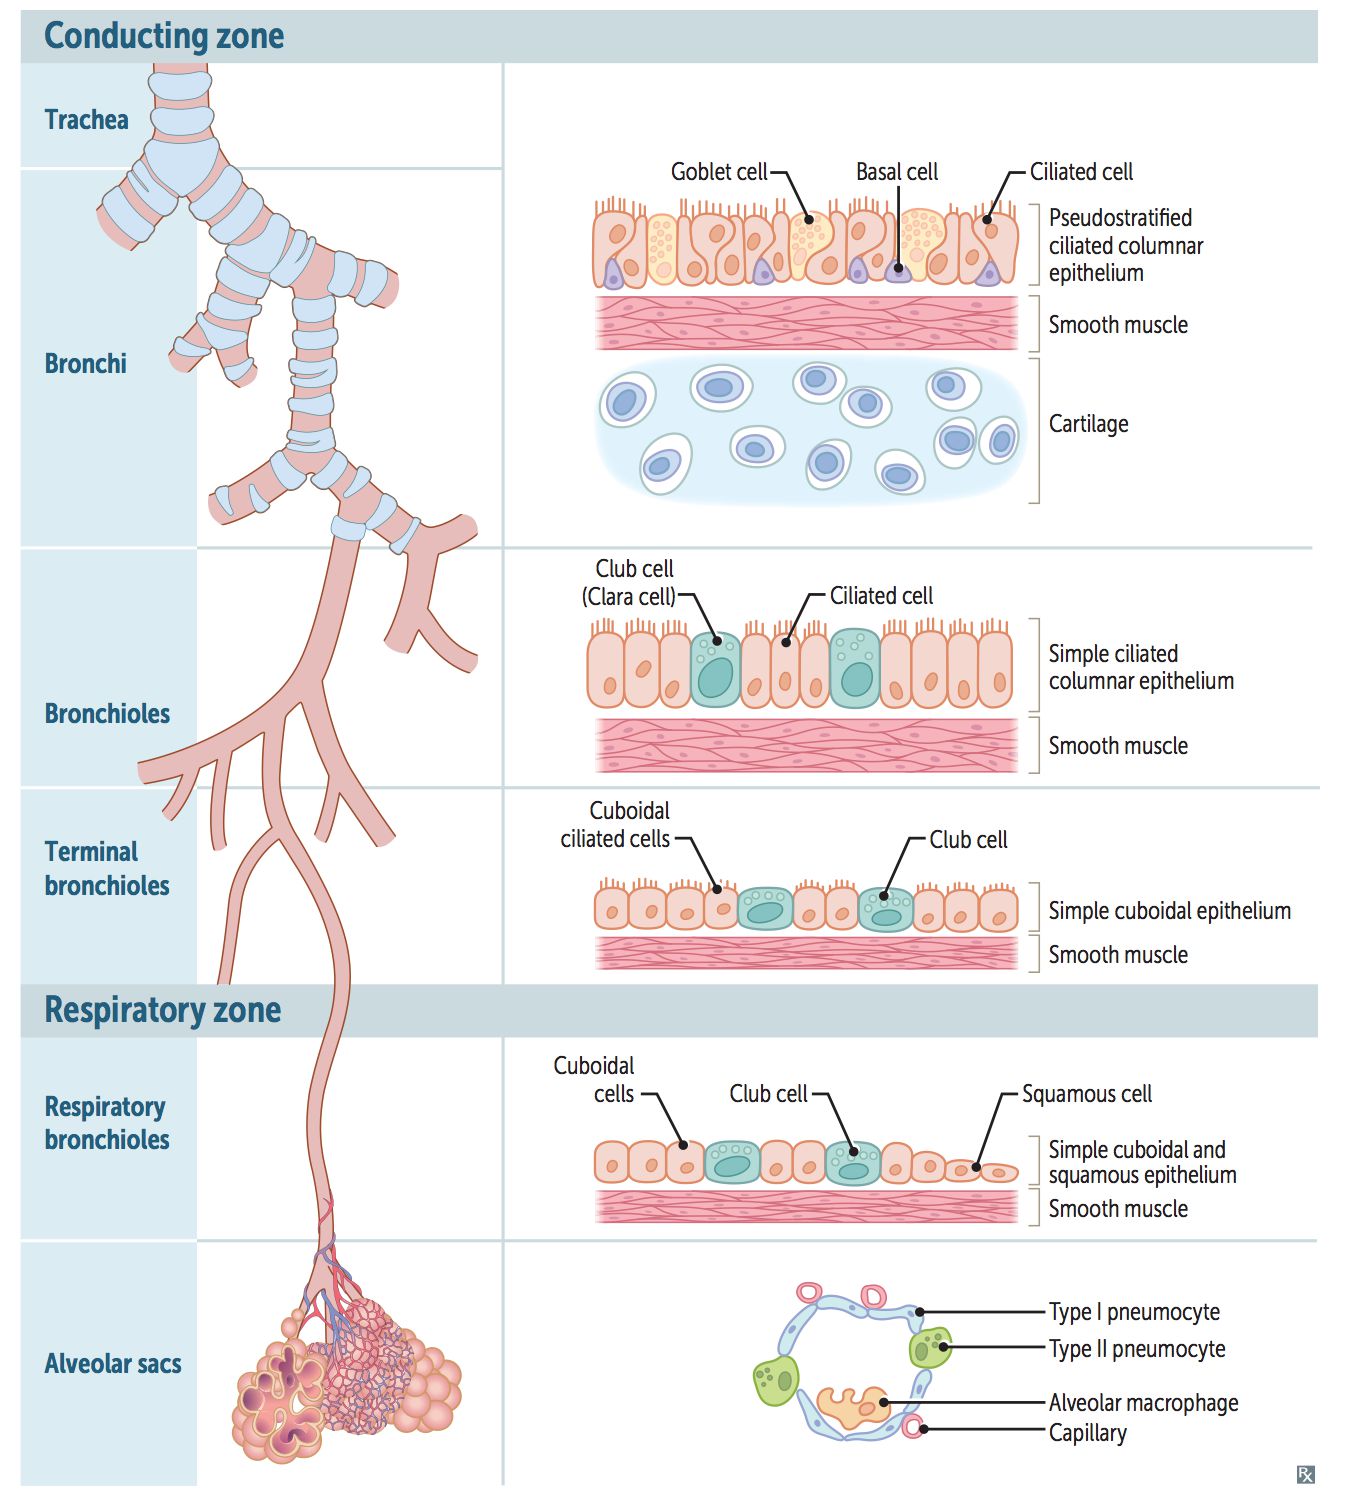 Conducting zone
Trachea
Bronchi
Goblet cell
Basal cell
Ciliated cell
Pseudostratified
ciliated columnar
epithelium
Smooth muscle
Cartilage
Bronchioles
Club cell
(Clara cell)
Ciliated cell
Simple ciliated
columnar epithelium
Smooth muscle
Terminal
bronchioles
Cuboidal
ciliated cells
Club cell
Simple cuboidal epithelium
Smooth muscle
Respiratory zone
Respiratory
bronchioles
Cuboidal
cells
Club cell
Squamous cell
Simple cuboidal and
squamous epithelium
Smooth muscle
Alveolar sacs
Type I pneumocyte
Type II pneumocyte
Alveolar macrophage
Capillary
Rx